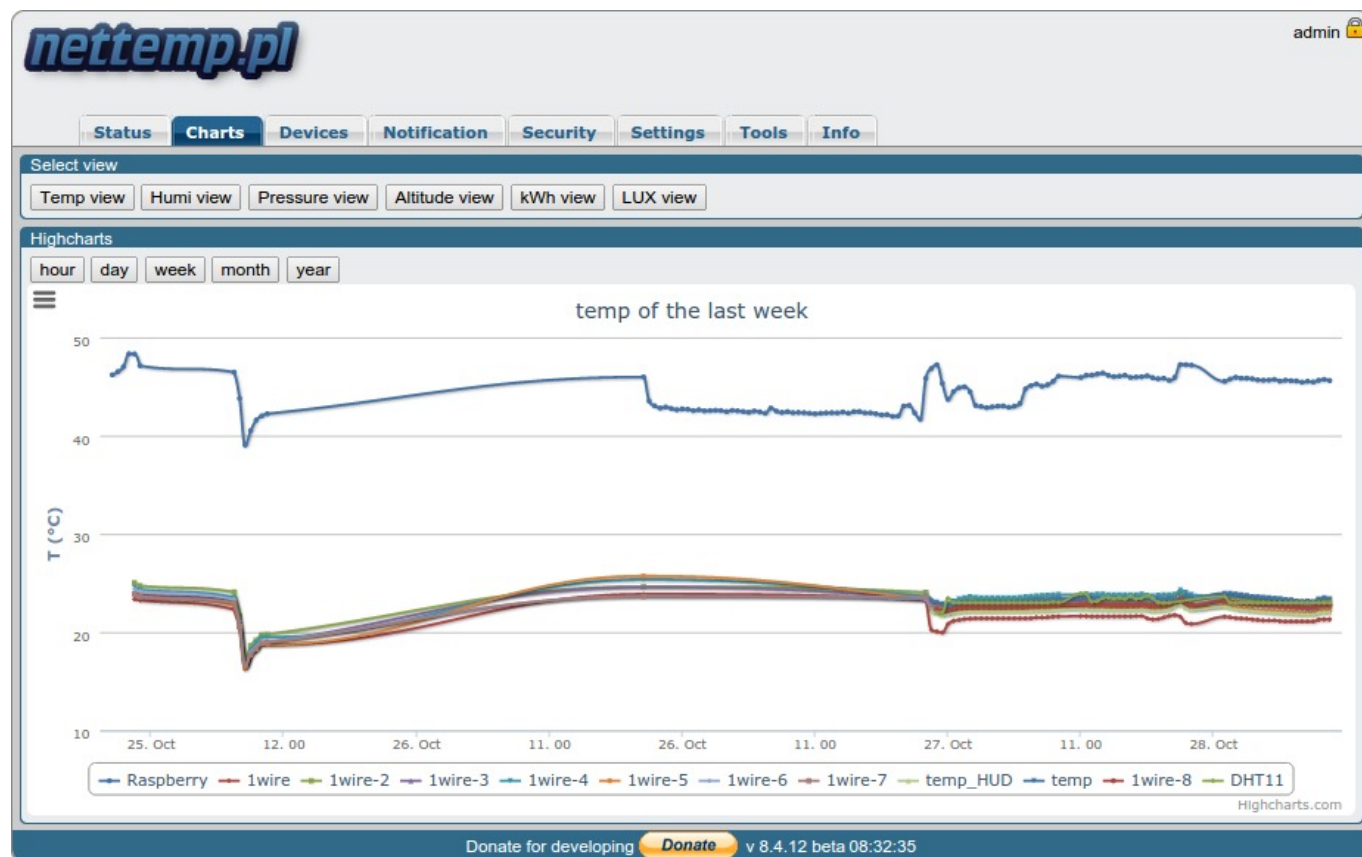 nettemp.pl
admin
Status Charts Devices Notification Security Settings Tools Info
Select view
Temp view Humi view Pressure view Altitude view kWh view LUX view
Highcharts
hour day week month year
temp of the last week
50
40
30
20
10
T (°C)
25. Oct 12. 00 26. Oct 11. 00 26. Oct 11. 00 27. Oct 11. 00 28. Oct
Raspberry 1wire 1wire-2 1wire-3 1wire-4 1wire-5 1wire-6 1wire-7 temp_HUD temp 1wire-8 DHT11
Highcharts.com
Donate for developing Donate v 8.4.12 beta 08:32:35